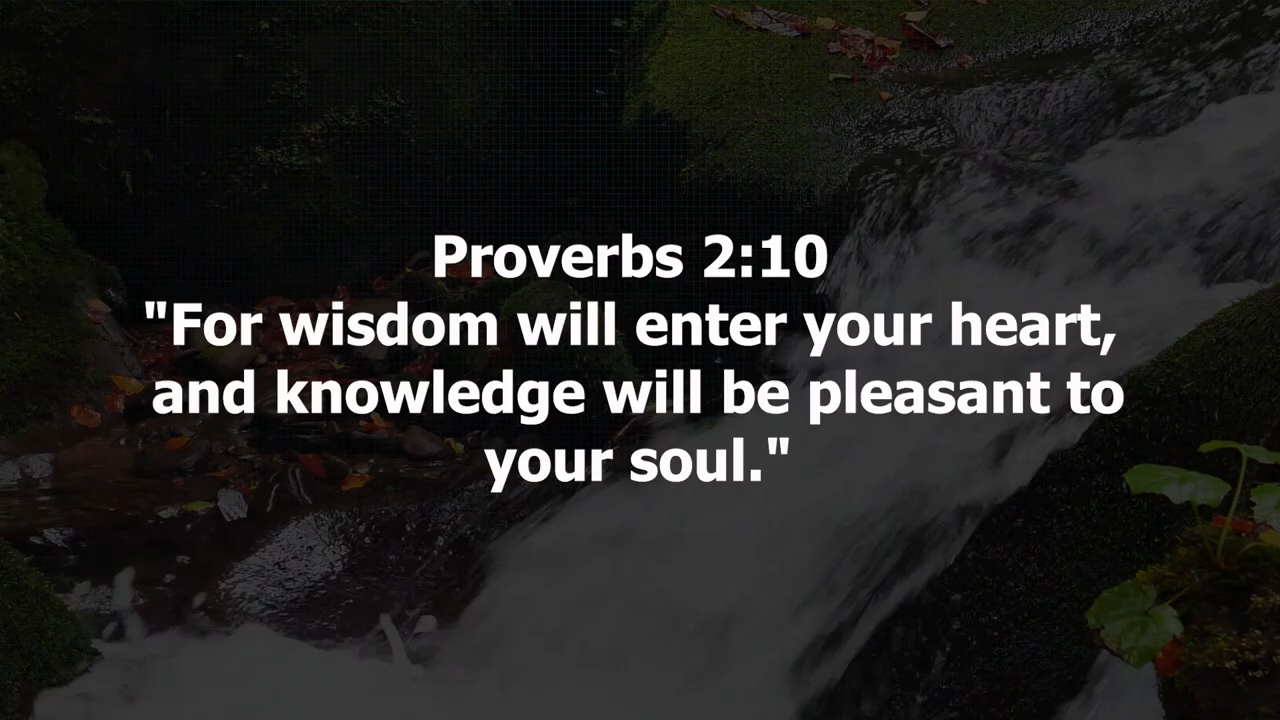 Proverbs 2:10
"For wisdom will enter your heart,
and knowledge will be pleasant to
your soul."